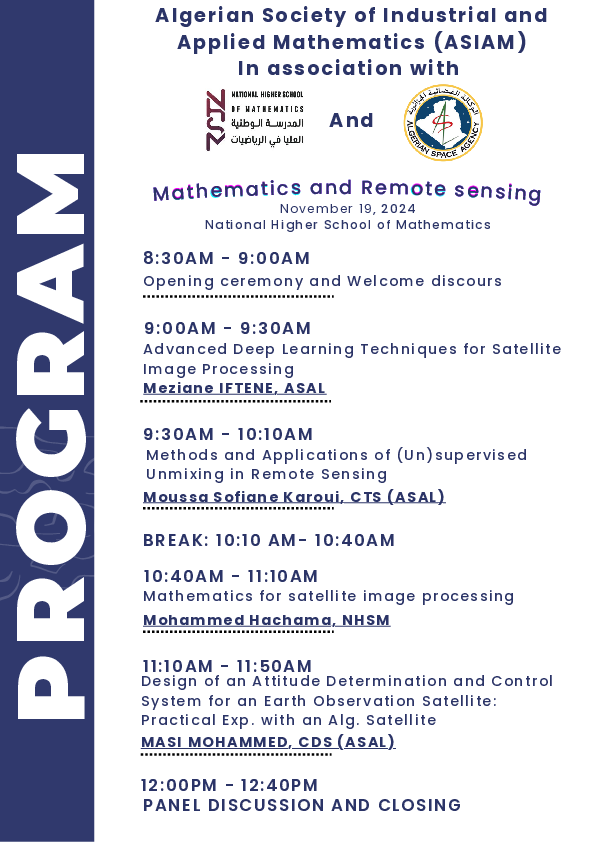 Algerian Society of Industrial and
Applied Mathematics (ASIAM)
In association with
NATIONAL HIGHER SCHOOL
OF MATHEMATICS
المدرسة الوطنية
العليا في الرياضيات
And
الوكالة الفضائية الجزائرية
ALGERIAN SPACE AGENCY
Mathematics and Remote sensing
November 19, 2024
National Higher School of Mathematics
PROGRAM
8:30AM - 9:00AM
Opening ceremony and Welcome discours
9:00AM - 9:30AM
Advanced Deep Learning Techniques for Satellite
Image Processing
Meziane IFTENE, ASAL
9:30AM - 10:10AM
Methods and Applications of (Un)supervised
Unmixing in Remote Sensing
Moussa Sofiane Karoui, CTS (ASAL)
BREAK: 10:10 AM- 10:40AM
10:40AM - 11:10AM
Mathematics for satellite image processing
Mohammed Hachama, NHSM
11:10AM - 11:50AM
Design of an Attitude Determination and Control
System for an Earth Observation Satellite:
Practical Exp. with an Alg. Satellite
MASI MOHAMMED, CDS (ASAL)
12:00PM - 12:40PM
PANEL DISCUSSION AND CLOSING